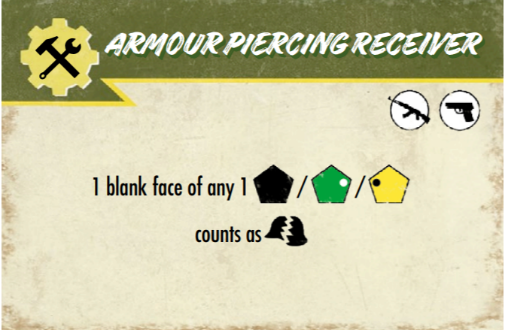 ARMOUR PIERCING RECEIVER
1 blank face of any 1 / /
counts as